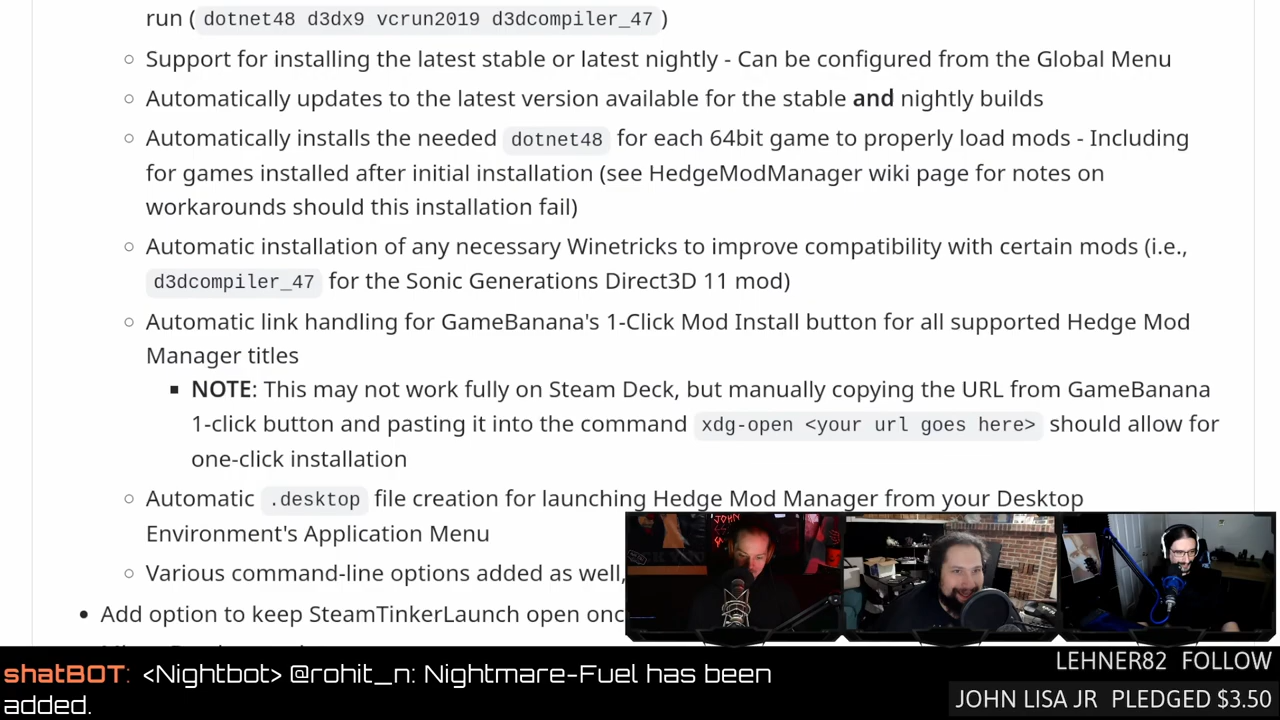 run ( dotnet48 d3dx9 vcrun2019 d3dcompiler_47 )
Support for installing the latest stable or latest nightly - Can be configured from the Global Menu
Automatically updates to the latest version available for the stable and nightly builds
Automatically installs the needed dotnet48 for each 64bit game to properly load mods - Including
for games installed after initial installation (see HedgeModManager wiki page for notes on
workarounds should this installation fail)
Automatic installation of any necessary Winetricks to improve compatibility with certain mods (i.e.,
d3dcompiler_47 for the Sonic Generations Direct3D 11 mod)
Automatic link handling for GameBanana's 1-Click Mod Install button for all supported Hedge Mod
Manager titles
NOTE: This may not work fully on Steam Deck, but manually copying the URL from GameBanana
1-click button and pasting it into the command xdg-open <your url goes here> should allow for
one-click installation
Automatic .desktop file creation for launching Hedge Mod Manager from your Desktop
Environment's Application Menu
Various command-line options added as well,
Add option to keep SteamTinkerLaunch open onc
JOHN
shatBOT: <Nightbot> @rohit_n: Nightmare-Fuel has been
added.
LEHNER82 FOLLOW
JOHN LISA JR PLEDGED $3.50